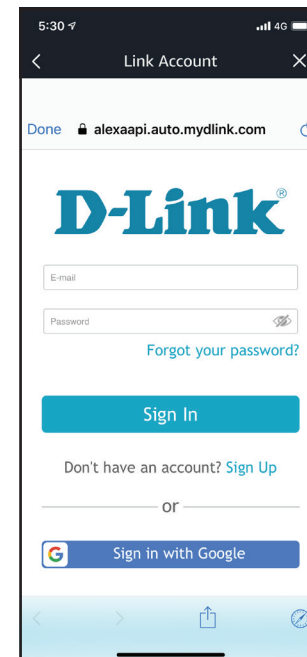 5:30 4G
Link Account
Done alexaapi.auto.mydlink.com
D-Link®
E-mail
Password
Forgot your password?
Sign In
Don't have an account? Sign Up
or
G Sign in with Google